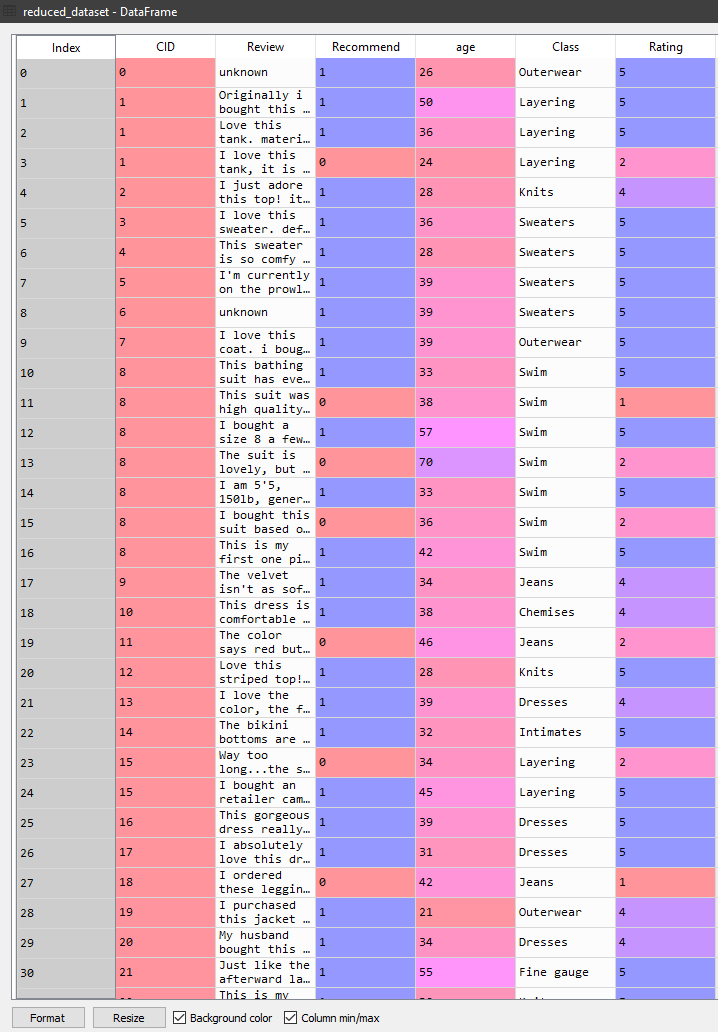 reduced_dataset - DataFrame
Index CID Review Recommend age Class Rating
0 0 unknown 1 26 Outerwear 5
1 1 Originally i bought this … 1 50 Layering 5
2 1 Love this tank. materi… 1 36 Layering 5
3 1 I love this tank, it is … 0 24 Layering 2
4 2 I just adore this top! it… 1 28 Knits 4
5 3 I love this sweater. def… 1 36 Sweaters 5
6 4 This sweater is so comfy … 1 28 Sweaters 5
7 5 I'm currently on the prowl… 1 39 Sweaters 5
8 6 unknown 1 39 Sweaters 5
9 7 I love this coat. i boug… 1 39 Outerwear 5
10 8 This bathing suit has eve… 1 33 Swim 5
11 8 This suit was high quality… 0 38 Swim 1
12 8 I bought a size 8 a few… 1 57 Swim 5
13 8 The suit is lovely, but … 0 70 Swim 2
14 8 I am 5'5, 150lb, gener… 1 33 Swim 5
15 8 I bought this suit based o… 0 36 Swim 2
16 8 This is my first one pi… 1 42 Swim 5
17 9 The velvet isn't as sof… 1 34 Jeans 4
18 10 This dress is comfortable … 1 38 Chemises 4
19 11 The color says red but… 0 46 Jeans 2
20 12 Love this striped top!… 1 28 Knits 5
21 13 I love the color, the f… 1 39 Dresses 4
22 14 The bikini bottoms are … 1 32 Intimates 5
23 15 Way too long...the s… 0 34 Layering 2
24 15 I bought an retailer cam… 1 45 Layering 5
25 16 This gorgeous dress really… 1 39 Dresses 5
26 17 I absolutely love this dr… 1 31 Dresses 5
27 18 I ordered these leggin… 0 42 Jeans 1
28 19 I purchased this jacket … 1 21 Outerwear 4
29 20 My husband bought this … 1 34 Dresses 4
30 21 Just like the afterward la… 1 55 Fine gauge 5
This is my
Format Resize Background color Column min/max